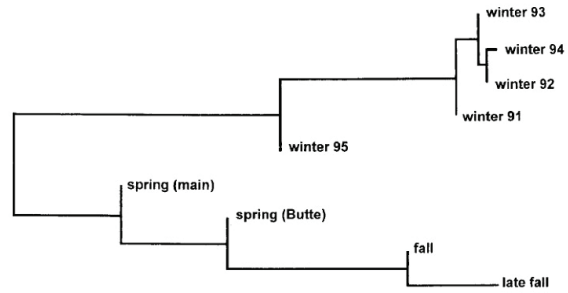 winter 93
winter 94
winter 92
winter 91
winter 95
spring (main)
spring (Butte)
fall
late fall